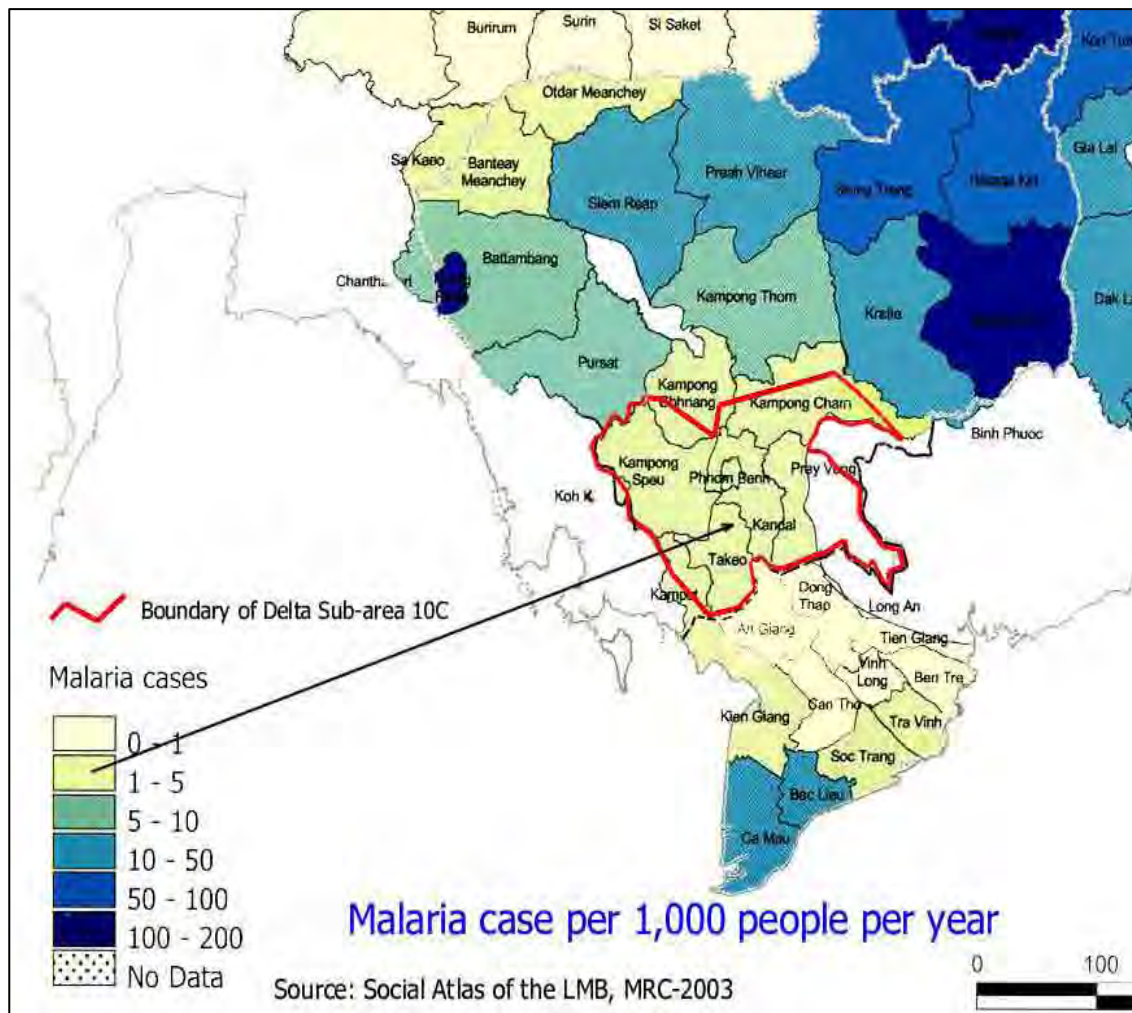 Burirum
Surin
Si Saket
Otdar Meanchey
Sa Kaeo
Banteay
Meanchey
Siem Reap
Preah Vihear
Stung Treng
Gia Lai
Battambang
Kampong Thom
Kratie
Dak
Pursat
Kampong
Chhnang
Kampong Cham
Binh Phuoc
Kampong
Speu
Phnom Penh
Prey Veng
Koh K
Kandal
Takeo
Kampot
Dong
Thap
Long An
An Giang
Tien Giang
Vinh
Long
Ben Tre
Can Tho
Kien Giang
Tra Vinh
Soc Trang
Bac Lieu
Ca Mau
Boundary of Delta Sub-area 10C
Malaria cases
0 - 1
1 - 5
5 - 10
10 - 50
50 - 100
100 - 200
No Data
Malaria case per 1,000 people per year
Source: Social Atlas of the LMB, MRC-2003
0 100